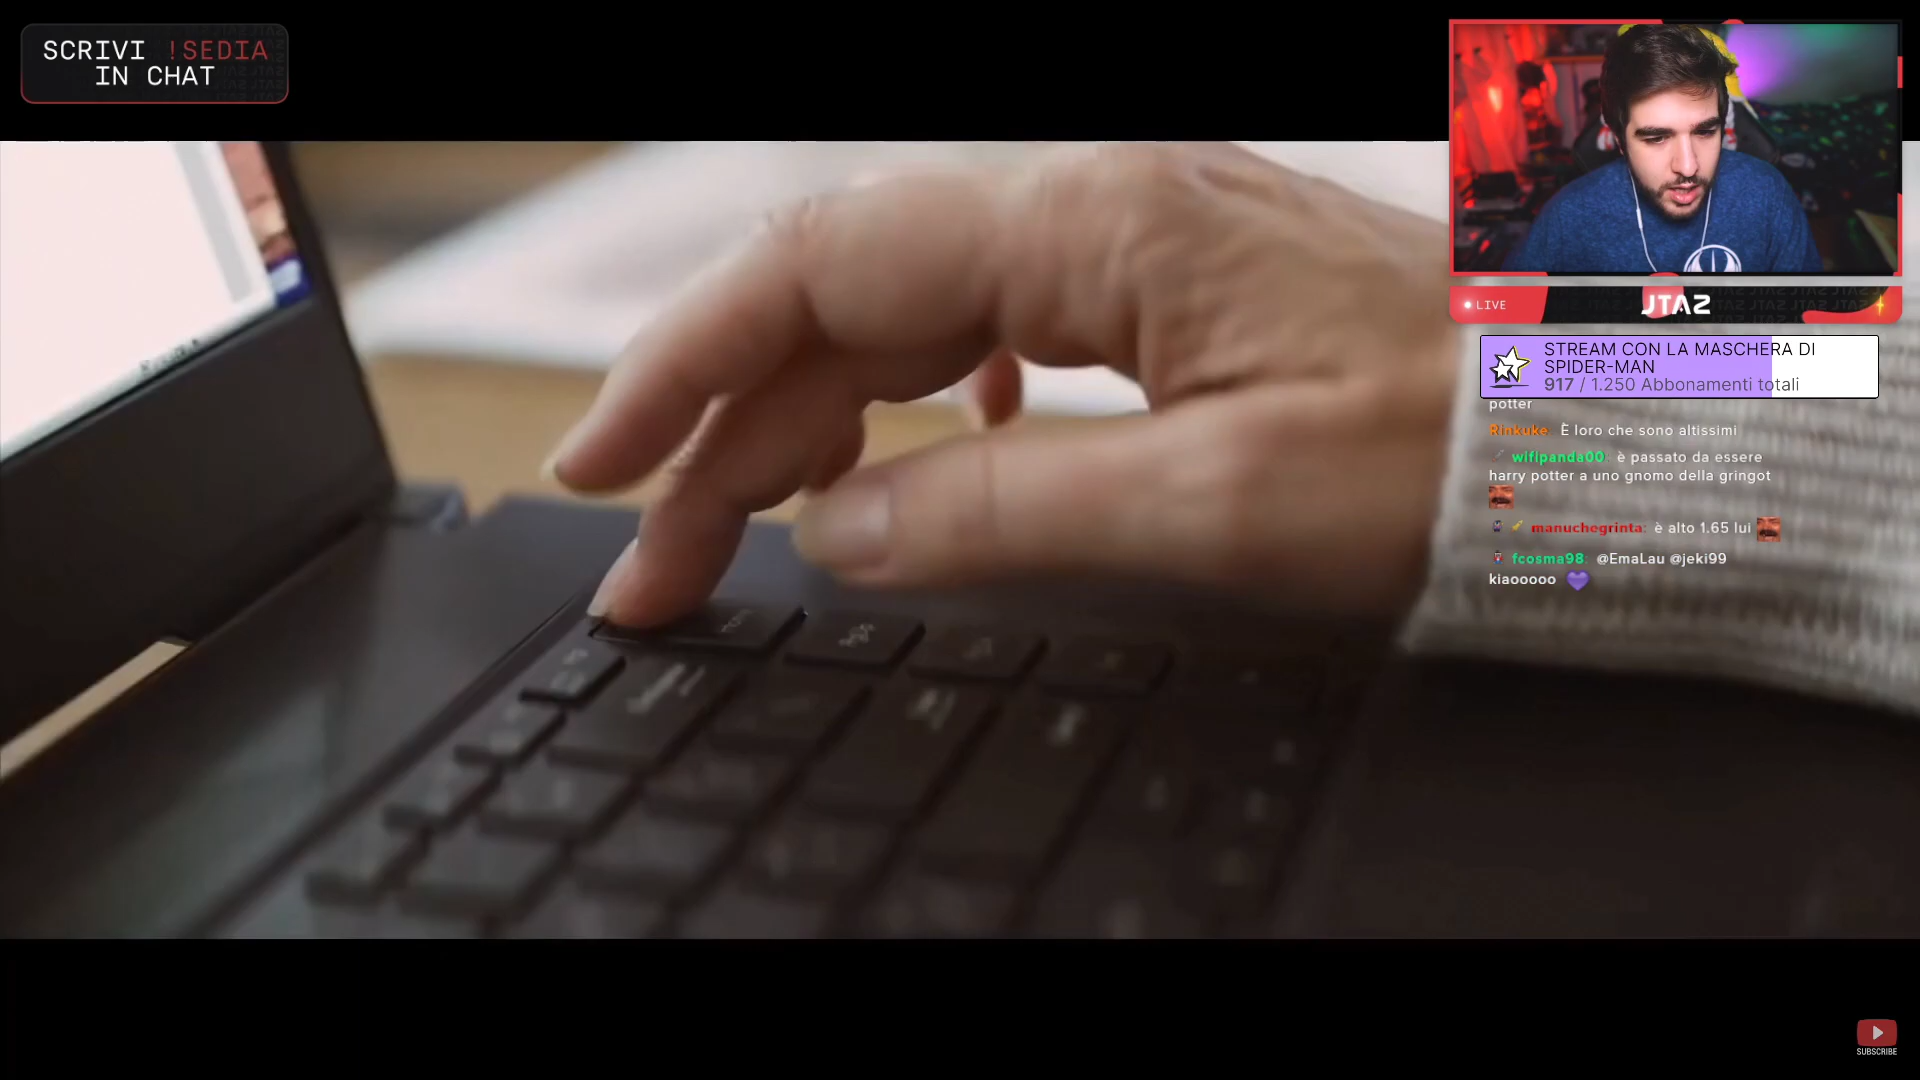 SCRIVI !SEDIA
IN CHAT
LIVE
JTAZ
STREAM CON LA MASCHERA DI
SPIDER-MAN
917 / 1.250 Abbonamenti totali
potter
Rinkuke: È loro che sono altissimi
wifipanda00: è passato da essere
harry potter a uno gnomo della gringot
manuchegrinta: è alto 1.65 lui
fcosma98: @EmaLau @jeki99
kiaooooo
SUBSCRIBE